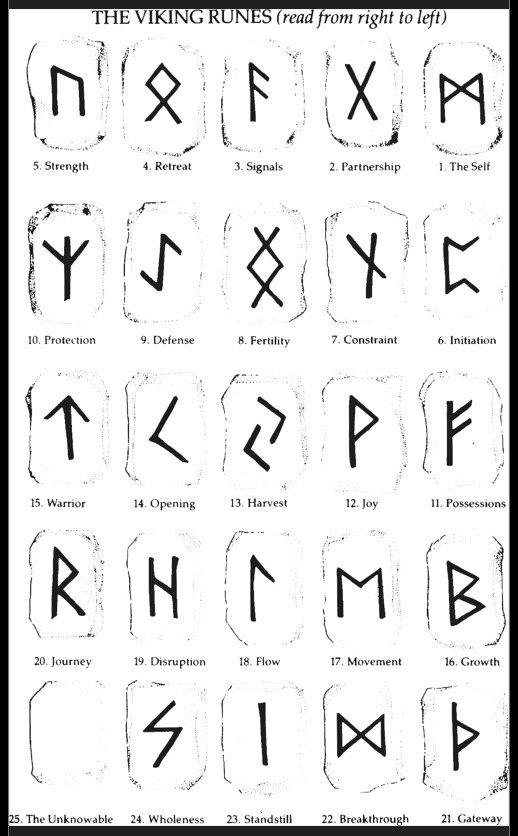 THE VIKING RUNES (read from right to left)
ᚢ ᛟ ᚨ ᚷ ᛗ
5. Strength 4. Retreat 3. Signals 2. Partnership 1. The Self
ᛉ ᛇ ᛝ ᚾ ᛈ
10. Protection 9. Defense 8. Fertility 7. Constraint 6. Initiation
ᛏ ᚲ ᛃ ᚹ ᚠ
15. Warrior 14. Opening 13. Harvest 12. Joy 11. Possessions
ᚱ ᚺ ᛚ ᛖ ᛒ
20. Journey 19. Disruption 18. Flow 17. Movement 16. Growth
ᛋ ᛁ ᛞ ᚦ
25. The Unknowable 24. Wholeness 23. Standstill 22. Breakthrough 21. Gateway